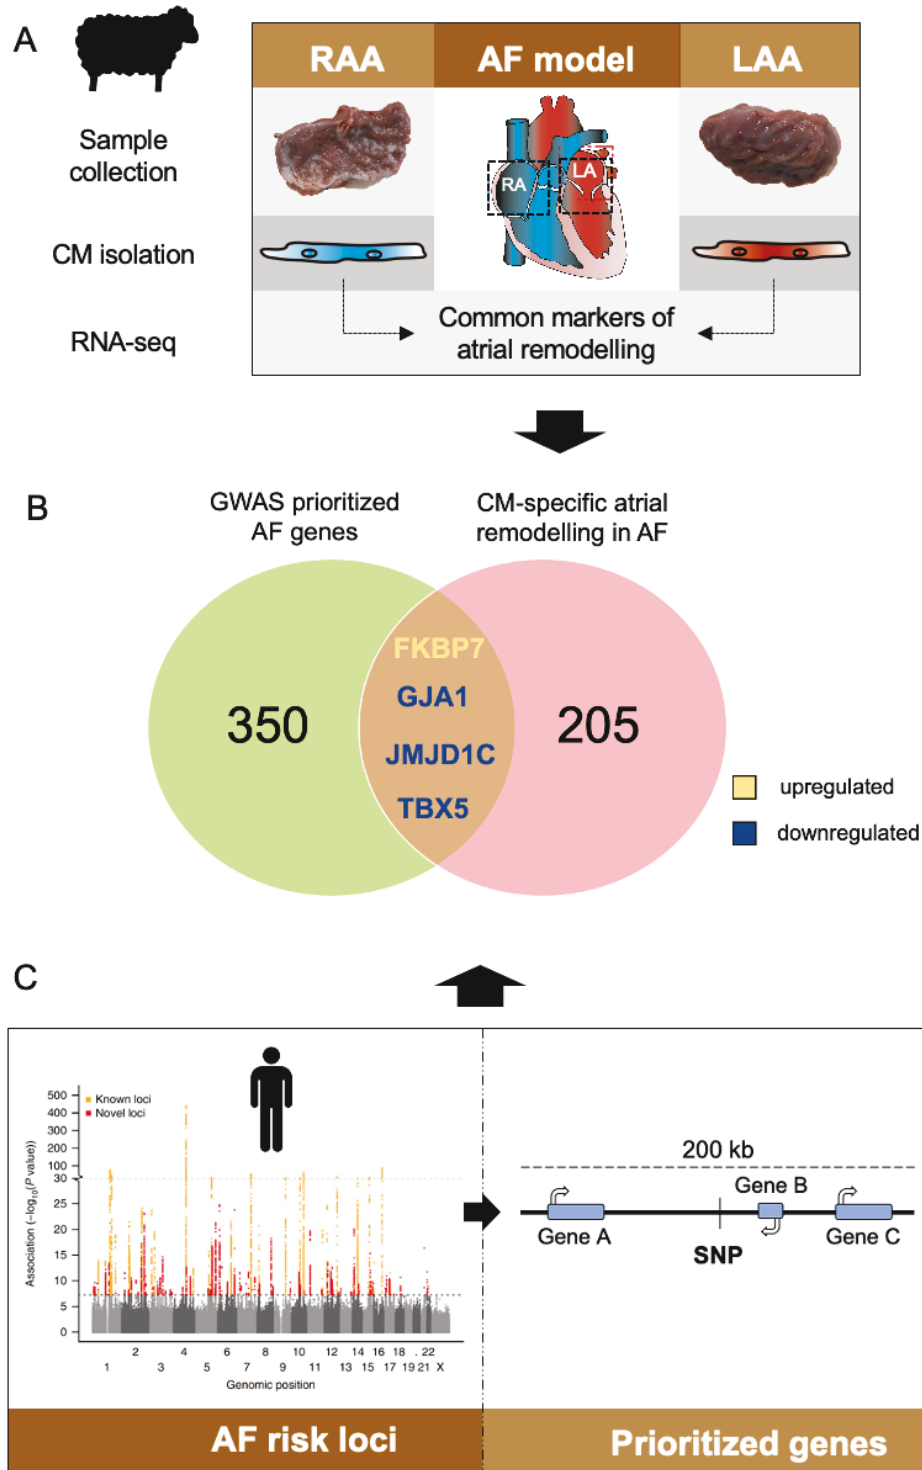 A
RAA
AF model
LAA
Sample
collection
RA
LA
CM isolation
RNA-seq
Common markers of
atrial remodelling
B
GWAS prioritized
AF genes
CM-specific atrial
remodelling in AF
FKBP7
GJA1
JMJD1C
TBX5
350
205
upregulated
downregulated
C
Known loci
Novel loci
Association (−log10(P value))
500
400
300
200
100
30
25
20
15
10
5
0
2 4 6 8 10 12 14 16 18 . 22
1 3 5 7 9 11 13 15 17 19 21 X
Genomic position
200 kb
Gene A
SNP
Gene B
Gene C
AF risk loci
Prioritized genes